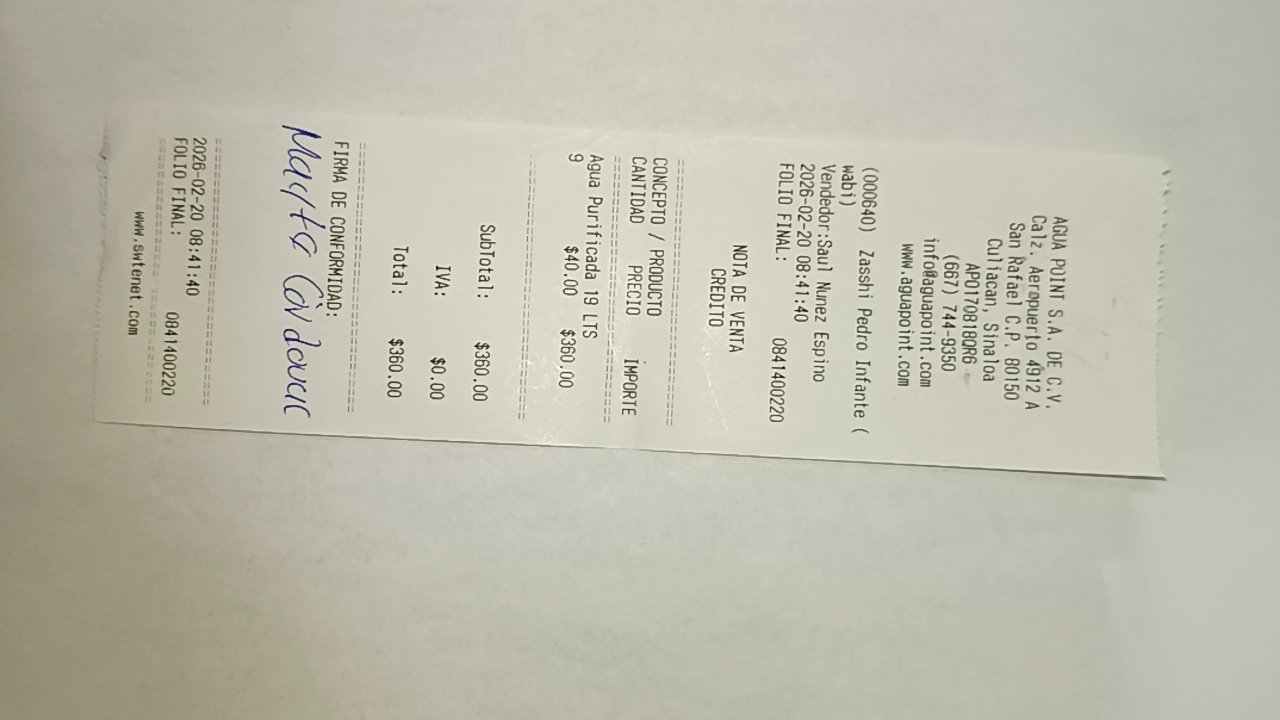 AGUA POINT S.A. DE C.V.
Calz. Aeropuerto 4912 A
San Rafael C.P. 80150
Culiacan, Sinaloa
APO170818QR6
(667) 744-9350
info@aguapoint.com
www.aguapoint.com
(000640) Zasshi Pedro Infante (
wabi)
Vendedor:Saul Nunez Espino
2026-02-20 08:41:40
FOLIO FINAL: 0841400220
NOTA DE VENTA
CREDITO
CONCEPTO / PRODUCTO
CANTIDAD PRECIO IMPORTE
Agua Purificada 19 LTS
9 $40.00 $360.00
SubTotal: $360.00
IVA: $0.00
Total: $360.00
FIRMA DE CONFORMIDAD:
2026-02-20 08:41:40
FOLIO FINAL: 0841400220
www.swtenet.com